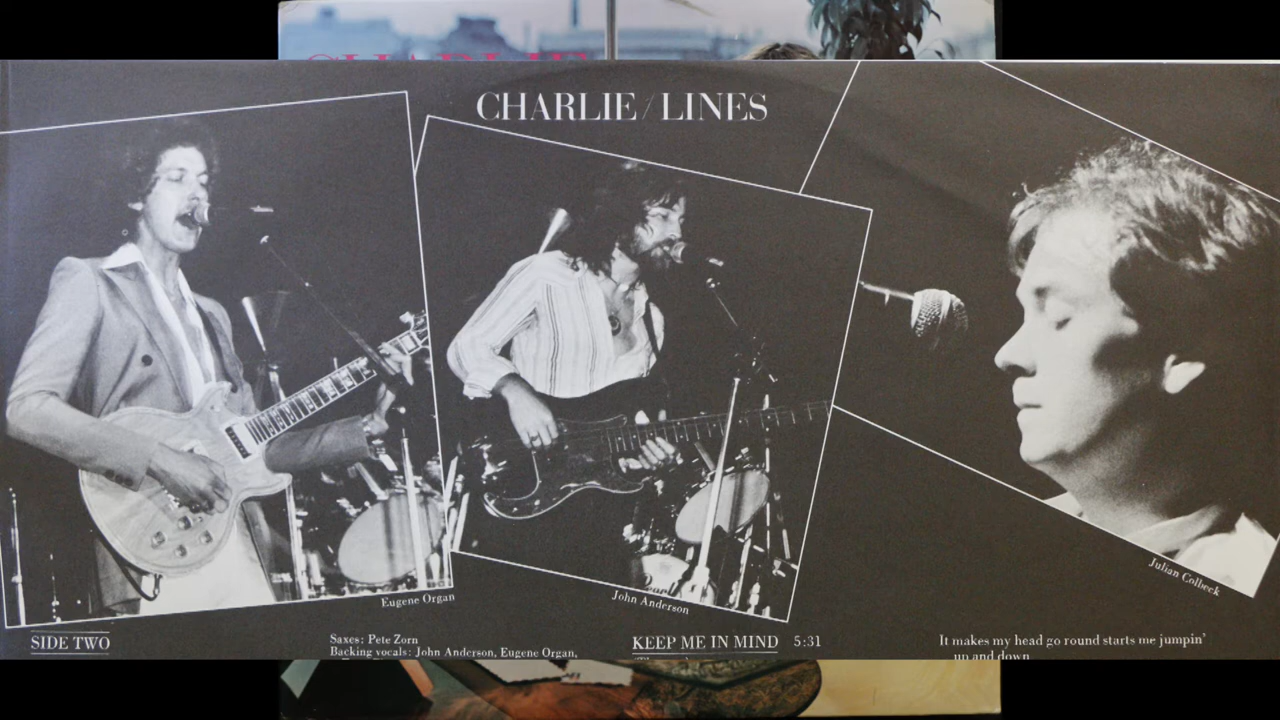 CHARLIE
CHARLIE / LINES
Eugene Organ
John Anderson
Julian Colbeck
SIDE TWO
Saxes: Pete Zorn
Backing vocals: John Anderson, Eugene Organ,
KEEP ME IN MIND 5:31
It makes my head go round starts me jumpin'
up and down